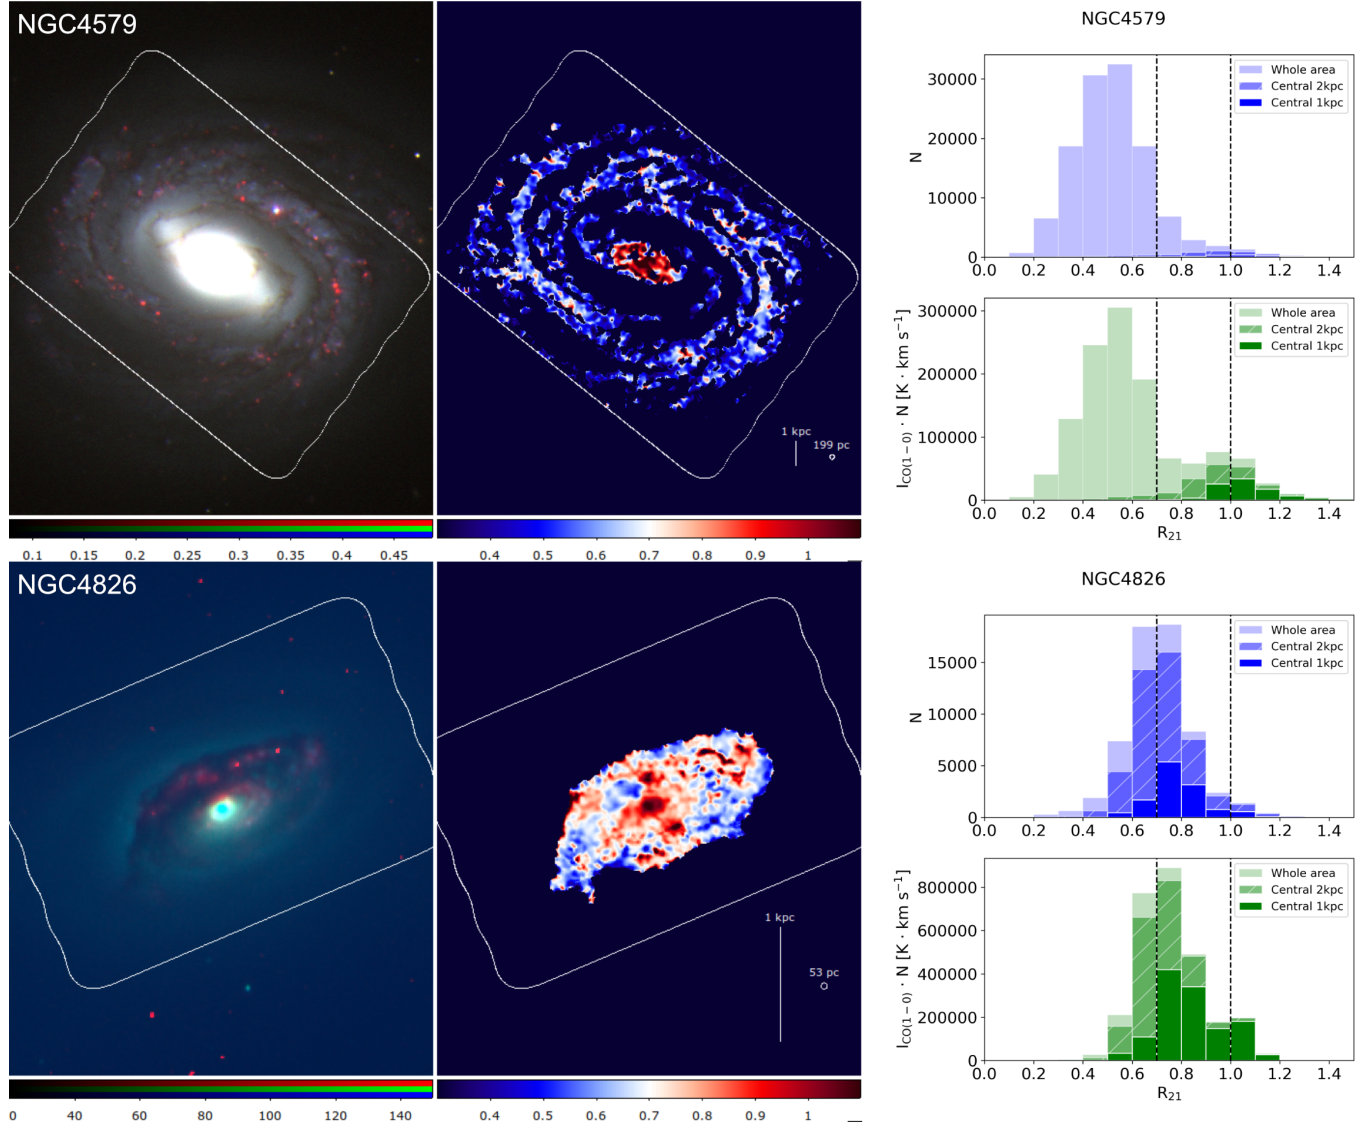 NGC4579
1 kpc
199 pc
0.1 0.15 0.2 0.25 0.3 0.35 0.4 0.45
0.4 0.5 0.6 0.7 0.8 0.9 1
NGC4579
N
30000
20000
10000
0
Whole area
Central 2kpc
Central 1kpc
0.0 0.2 0.4 0.6 0.8 1.0 1.2 1.4
I_CO(1−0) · N [K · km s⁻¹]
300000
200000
100000
0
Whole area
Central 2kpc
Central 1kpc
0.0 0.2 0.4 0.6 0.8 1.0 1.2 1.4
R₂₁
NGC4826
1 kpc
53 pc
0 20 40 60 80 100 120 140
0.4 0.5 0.6 0.7 0.8 0.9 1
NGC4826
N
15000
10000
5000
0
Whole area
Central 2kpc
Central 1kpc
0.0 0.2 0.4 0.6 0.8 1.0 1.2 1.4
I_CO(1−0) · N [K · km s⁻¹]
800000
600000
400000
200000
0
Whole area
Central 2kpc
Central 1kpc
0.0 0.2 0.4 0.6 0.8 1.0 1.2 1.4
R₂₁